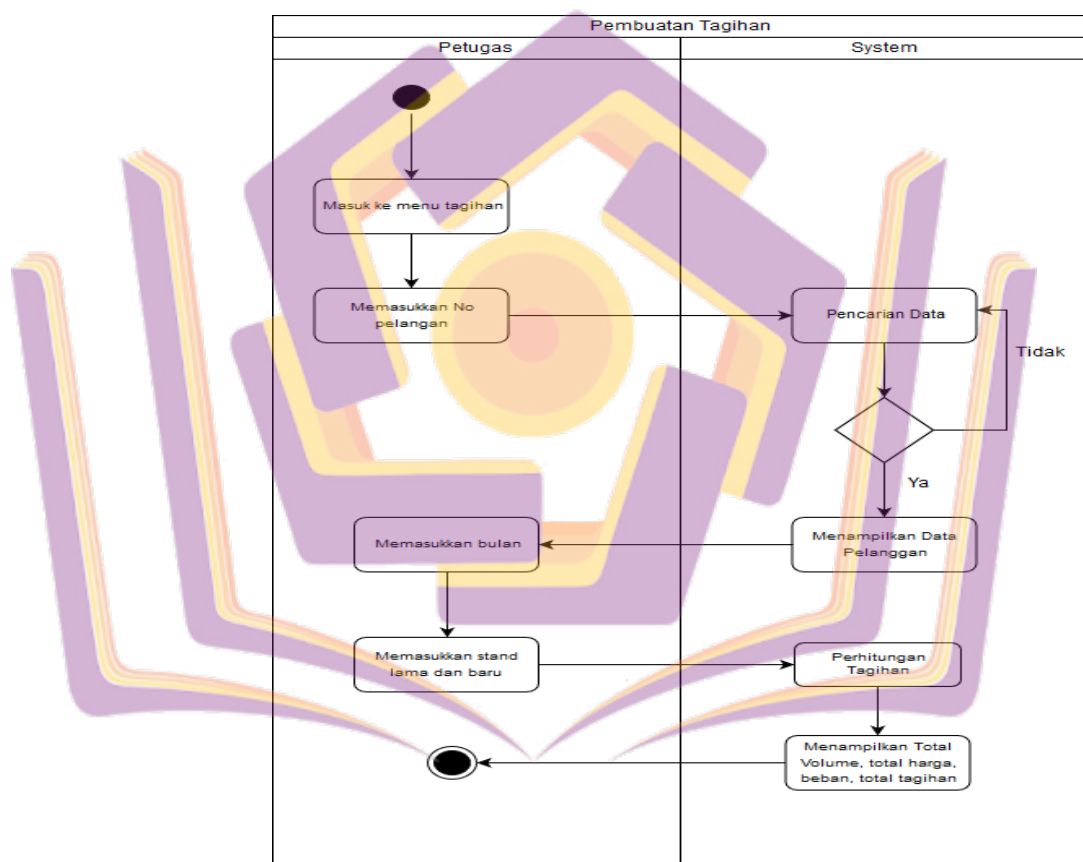 Pembuatan Tagihan
Petugas
System
Masuk ke menu tagihan
Memasukkan No
pelangan
Pencarian Data
Tidak
Ya
Menampilkan Data
Pelanggan
Memasukkan bulan
Memasukkan stand
lama dan baru
Perhitungan
Tagihan
Menampilkan Total
Volume, total harga,
beban, total tagihan